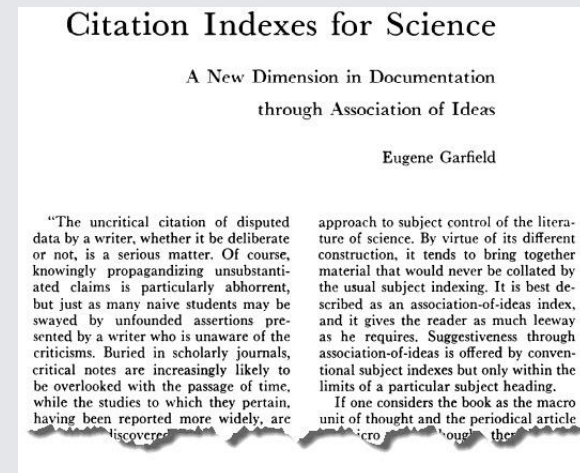 Citation Indexes for Science
A New Dimension in Documentation
through Association of Ideas
Eugene Garfield
“The uncritical citation of disputed
data by a writer, whether it be deliberate
or not, is a serious matter. Of course,
knowingly propagandizing unsubstanti-
ated claims is particularly abhorrent,
but just as many naive students may be
swayed by unfounded assertions pre-
sented by a writer who is unaware of the
criticisms. Buried in scholarly journals,
critical notes are increasingly likely to
be overlooked with the passage of time,
while the studies to which they pertain,
having been reported more widely, are
approach to subject control of the litera-
ture of science. By virtue of its different
construction, it tends to bring together
material that would never be collated by
the usual subject indexing. It is best de-
scribed as an association-of-ideas index,
and it gives the reader as much leeway
as he requires. Suggestiveness through
association-of-ideas is offered by conven-
tional subject indexes but only within the
limits of a particular subject heading.
If one considers the book as the macro
unit of thought and the periodical article